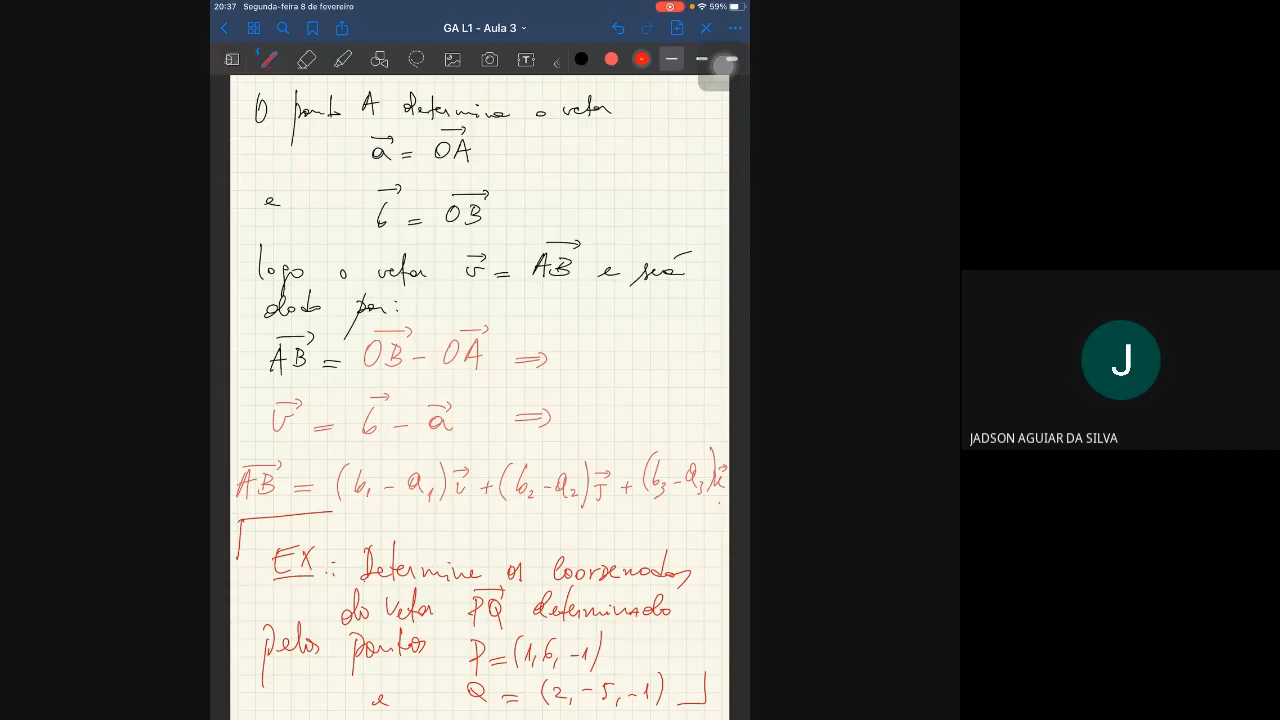 20:37 Segunda-feira 8 de fevereiro 59%
GA L1 - Aula 3
O ponto A determina o vetor
a = OA
e
b = OB
logo o vetor v = AB e será
dado por:
AB = OB - OA ⇒
v = b - a ⇒
AB = (b₁ - a₁)i + (b₂ - a₂)j + (b₃ - a₃)k
EX.: Determine as coordenadas
do vetor PQ determinado
pelos pontos P = (1, 6, -1)
e Q = (2, -5, -1)
J
JADSON AGUIAR DA SILVA